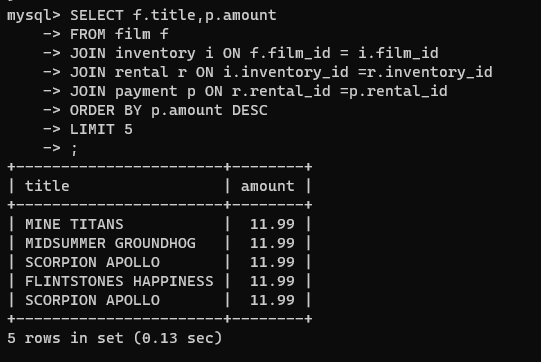 mysql> SELECT f.title,p.amount
    -> FROM film f
    -> JOIN inventory i ON f.film_id = i.film_id
    -> JOIN rental r ON i.inventory_id =r.inventory_id
    -> JOIN payment p ON r.rental_id =p.rental_id
    -> ORDER BY p.amount DESC
    -> LIMIT 5
    -> ;
+-----------------------+--------+
| title                 | amount |
+-----------------------+--------+
| MINE TITANS           |  11.99 |
| MIDSUMMER GROUNDHOG   |  11.99 |
| SCORPION APOLLO       |  11.99 |
| FLINTSTONES HAPPINESS |  11.99 |
| SCORPION APOLLO       |  11.99 |
+-----------------------+--------+
5 rows in set (0.13 sec)